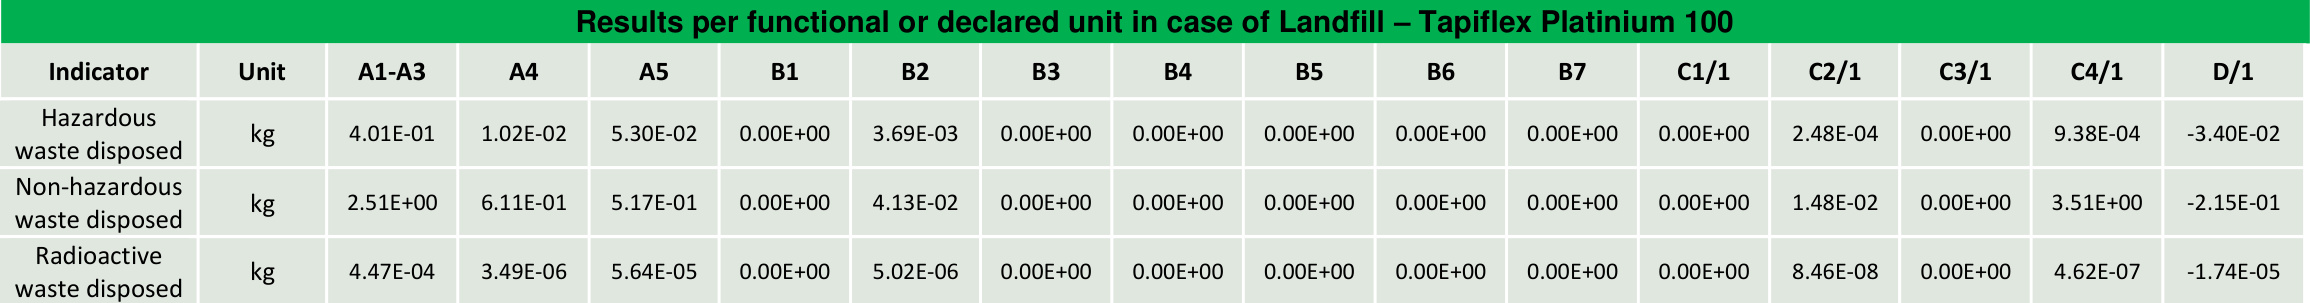 Results per functional or declared unit in case of Landfill – Tapiflex Platinium 100
Indicator Unit A1-A3 A4 A5 B1 B2 B3 B4 B5 B6 B7 C1/1 C2/1 C3/1 C4/1 D/1
Hazardous
waste disposed kg 4.01E-01 1.02E-02 5.30E-02 0.00E+00 3.69E-03 0.00E+00 0.00E+00 0.00E+00 0.00E+00 0.00E+00 0.00E+00 2.48E-04 0.00E+00 9.38E-04 -3.40E-02
Non-hazardous
waste disposed kg 2.51E+00 6.11E-01 5.17E-01 0.00E+00 4.13E-02 0.00E+00 0.00E+00 0.00E+00 0.00E+00 0.00E+00 0.00E+00 1.48E-02 0.00E+00 3.51E+00 -2.15E-01
Radioactive
waste disposed kg 4.47E-04 3.49E-06 5.64E-05 0.00E+00 5.02E-06 0.00E+00 0.00E+00 0.00E+00 0.00E+00 0.00E+00 0.00E+00 8.46E-08 0.00E+00 4.62E-07 -1.74E-05